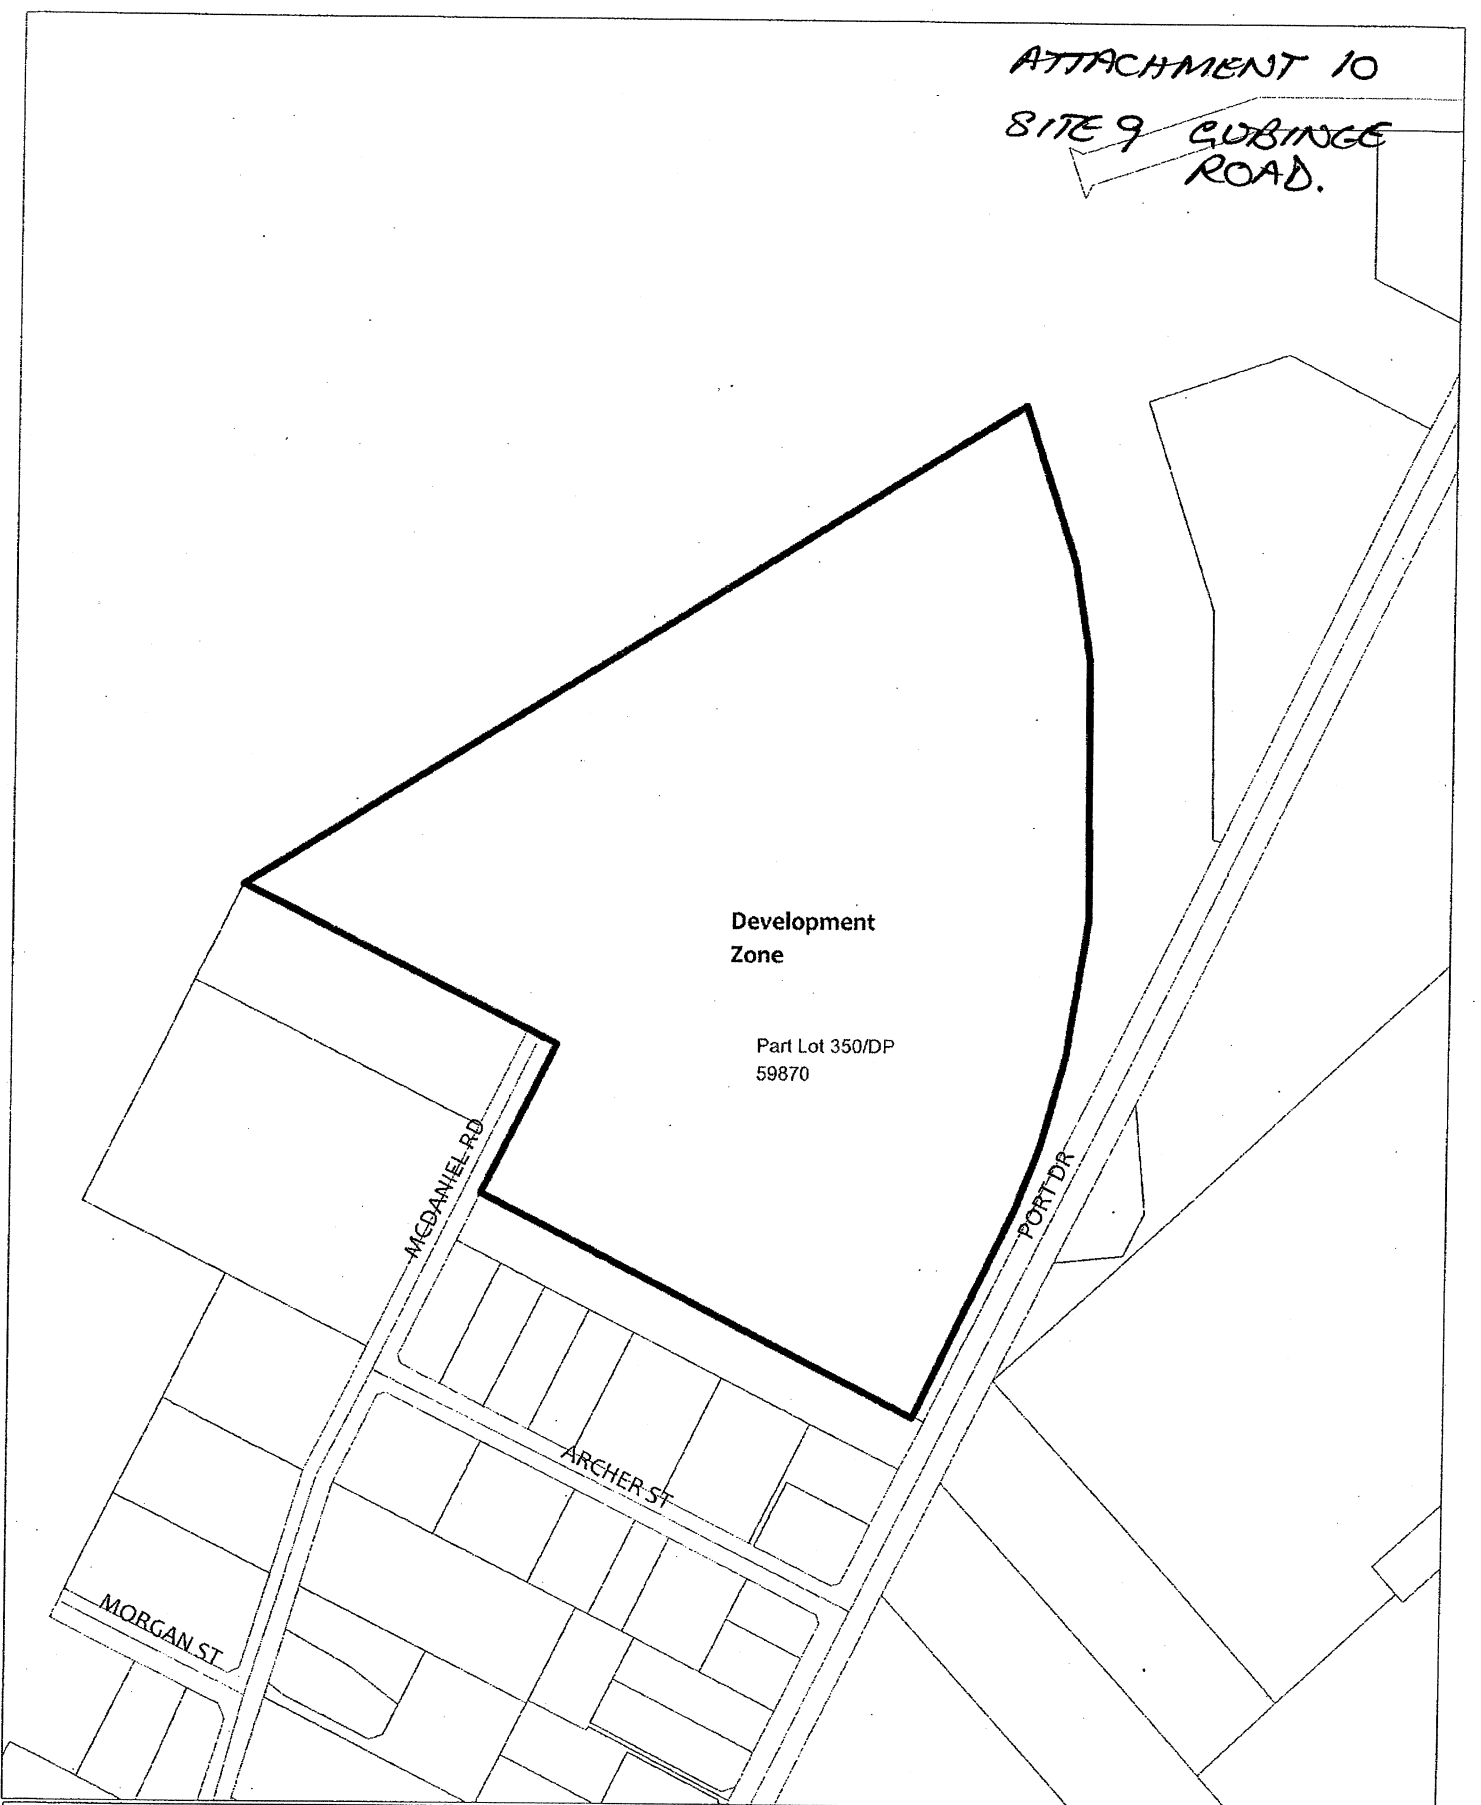 ATTACHMENT 10
SITE 9 GUBINGE
ROAD.
Development
Zone
Part Lot 350/DP
59870
MCDANIEL RD
PORT DR
ARCHER ST
MORGAN ST